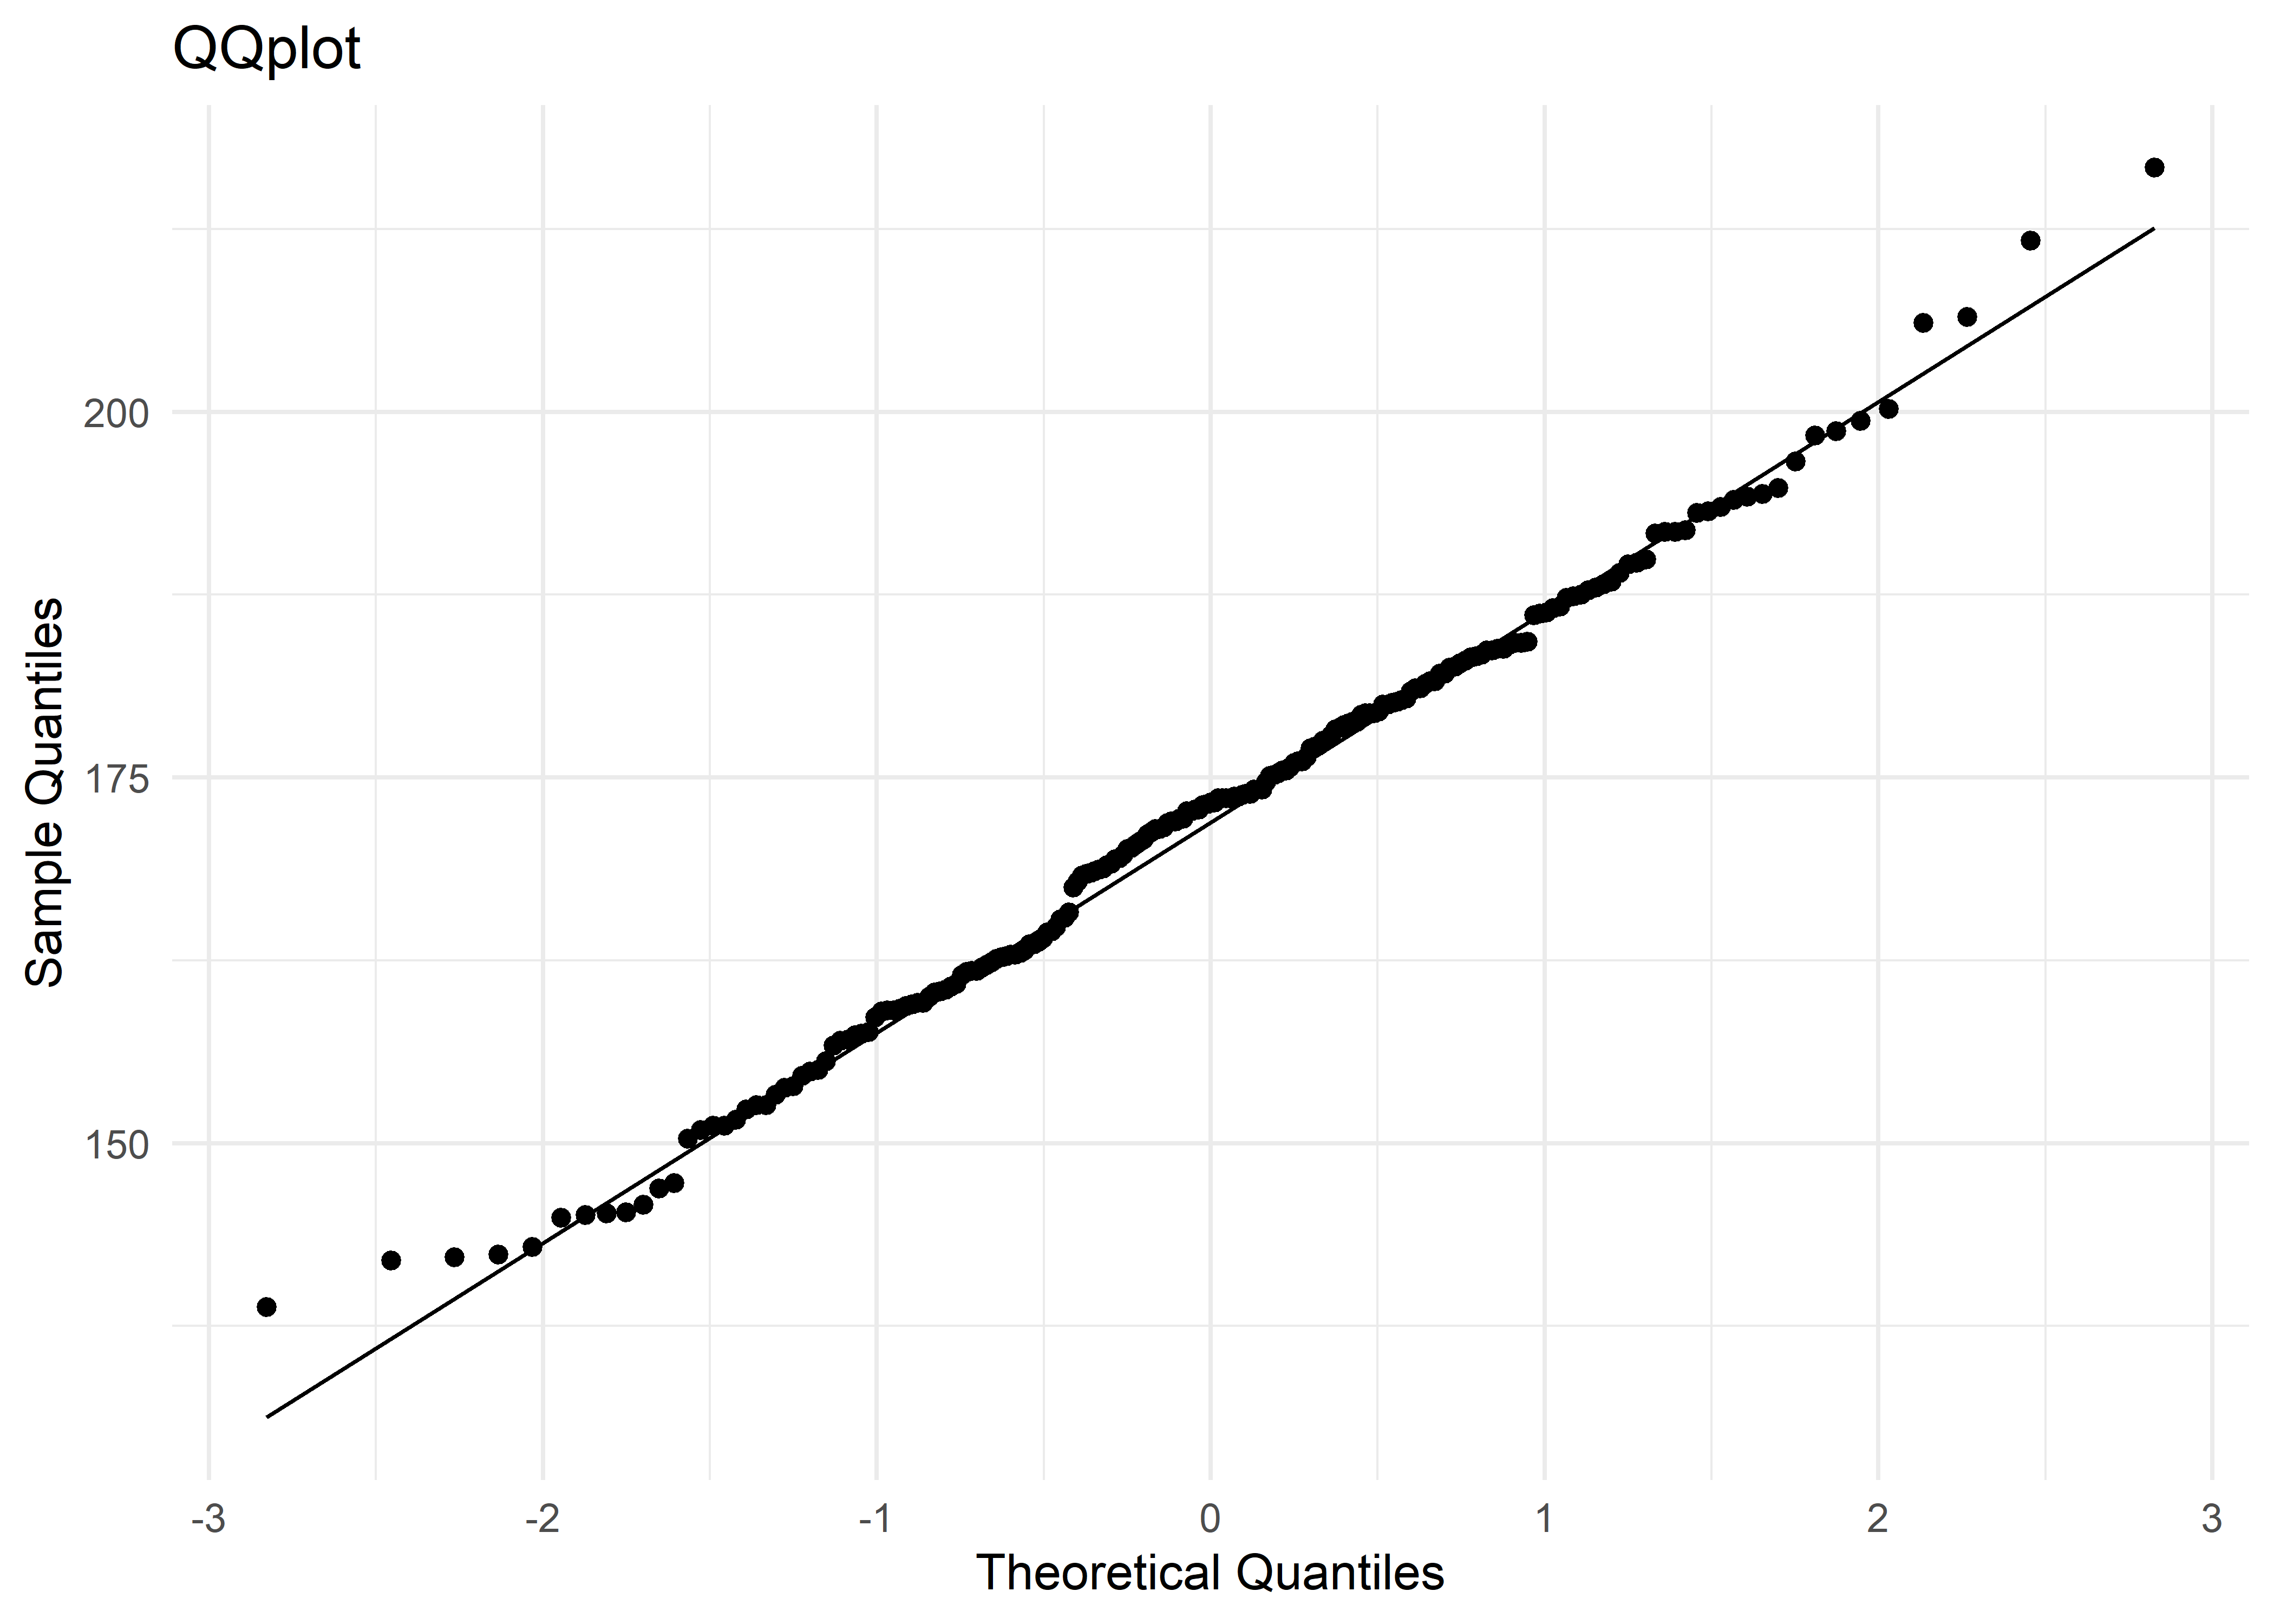 QQplot
Sample Quantiles
200
175
150
-3 -2 -1 0 1 2 3
Theoretical Quantiles